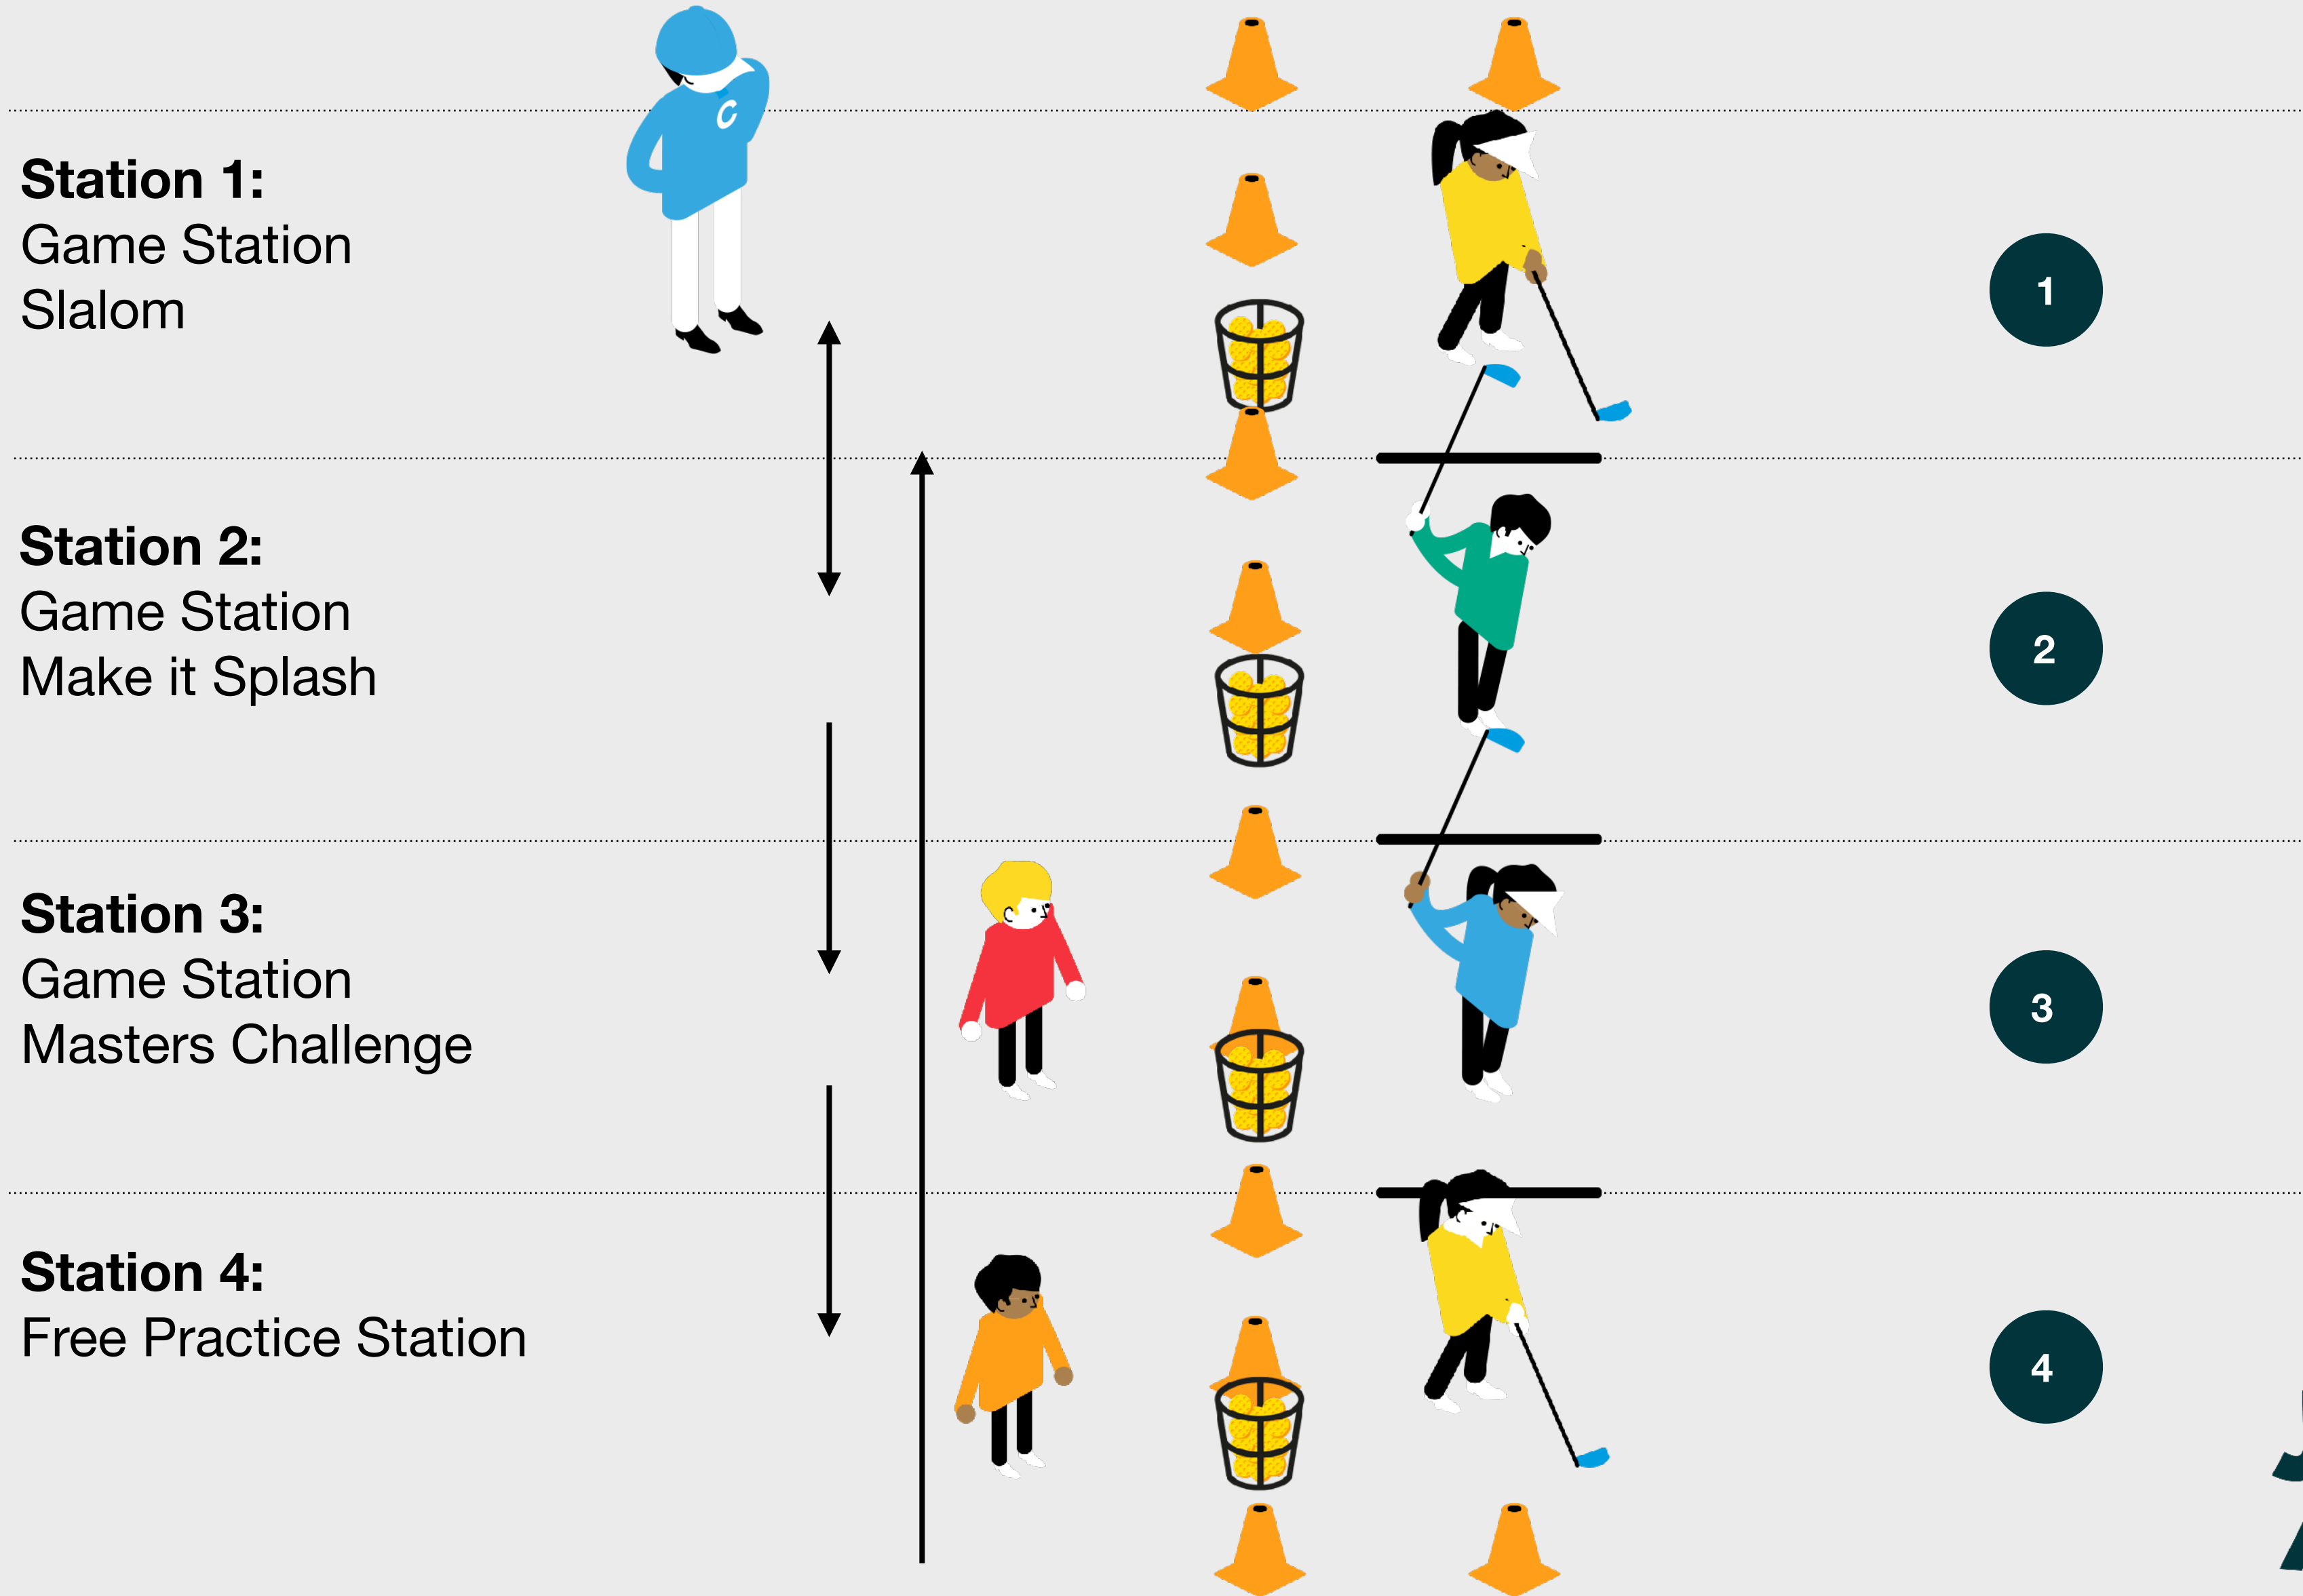 C
Station 1:
Game Station
Slalom
1
Station 2:
Game Station
Make it Splash
2
Station 3:
Game Station
Masters Challenge
3
Station 4:
Free Practice Station
4